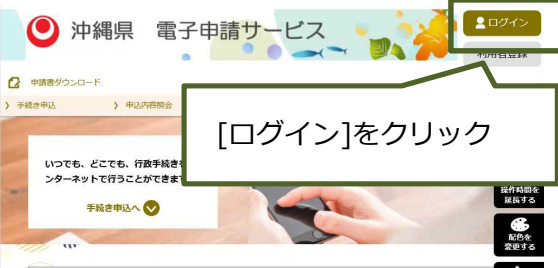 沖縄県 電子申請サービス
ログイン
利用者登録
申請書ダウンロード
手続き申込
申込内容照会
[ログイン]をクリック
いつでも、どこでも、行政手続きを
ンターネットで行うことができま
手続き申込へ
操作時間を
延長する
配色を
変更する